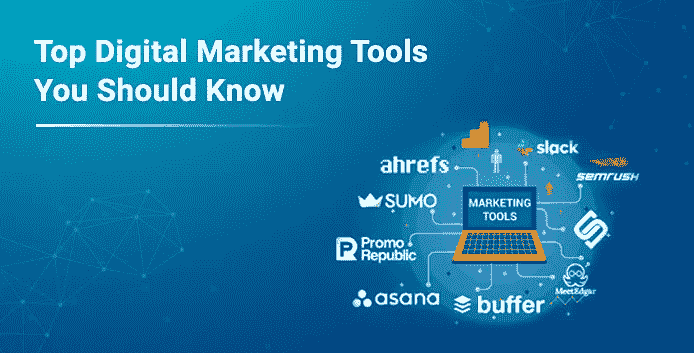 Top Digital Marketing Tools
You Should Know
slack
ahrefs
semrush
SUMO
MARKETING
TOOLS
Promo
Republic
MeetEdgar
asana
buffer